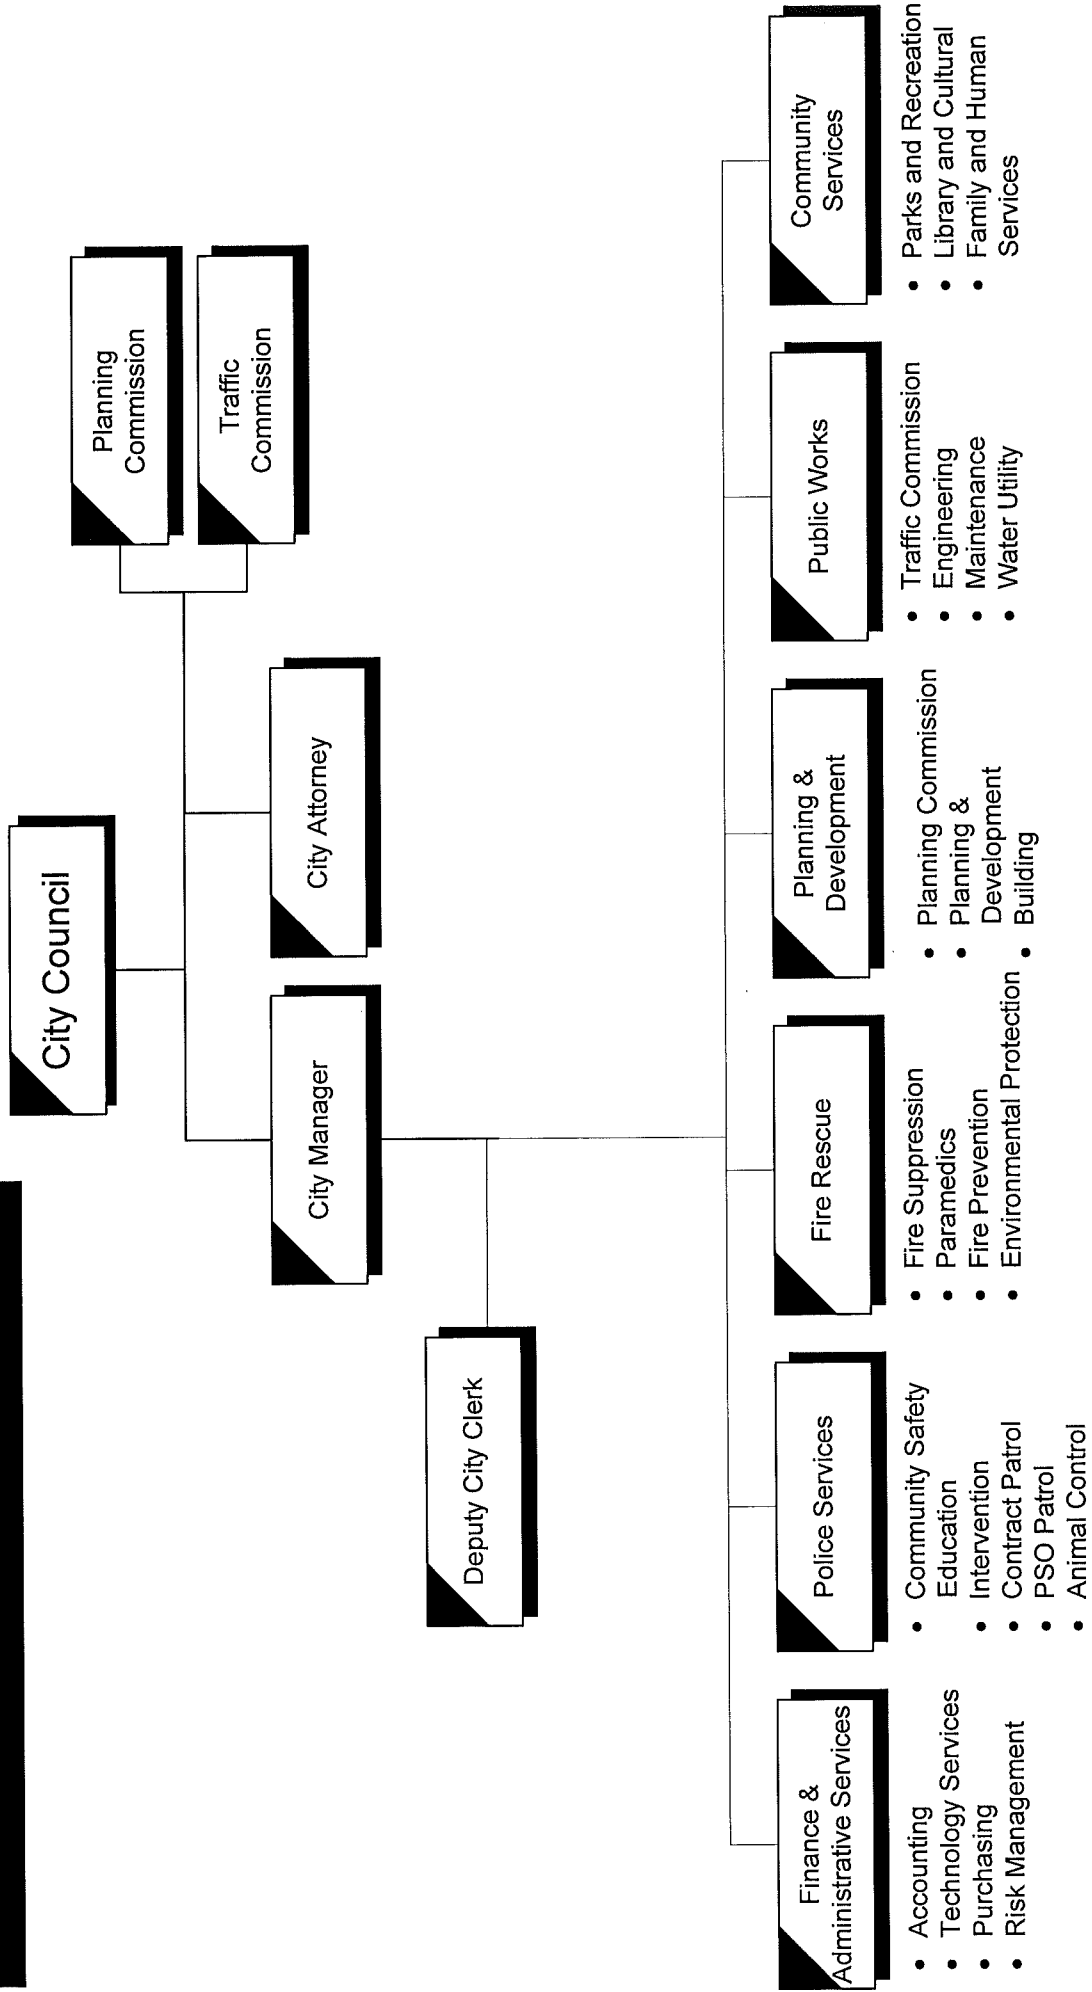 City Council
Planning
Commission
Traffic
Commission
City Manager
City Attorney
Deputy City Clerk
Finance &
Administrative Services
• Accounting
• Technology Services
• Purchasing
• Risk Management
Police Services
• Community Safety
Education
• Intervention
• Contract Patrol
• PSO Patrol
• Animal Control
Fire Rescue
• Fire Suppression
• Paramedics
• Fire Prevention
• Environmental Protection
Planning &
Development
• Planning Commission
• Planning &
Development
• Building
Public Works
• Traffic Commission
• Engineering
• Maintenance
• Water Utility
Community
Services
• Parks and Recreation
• Library and Cultural
• Family and Human
Services